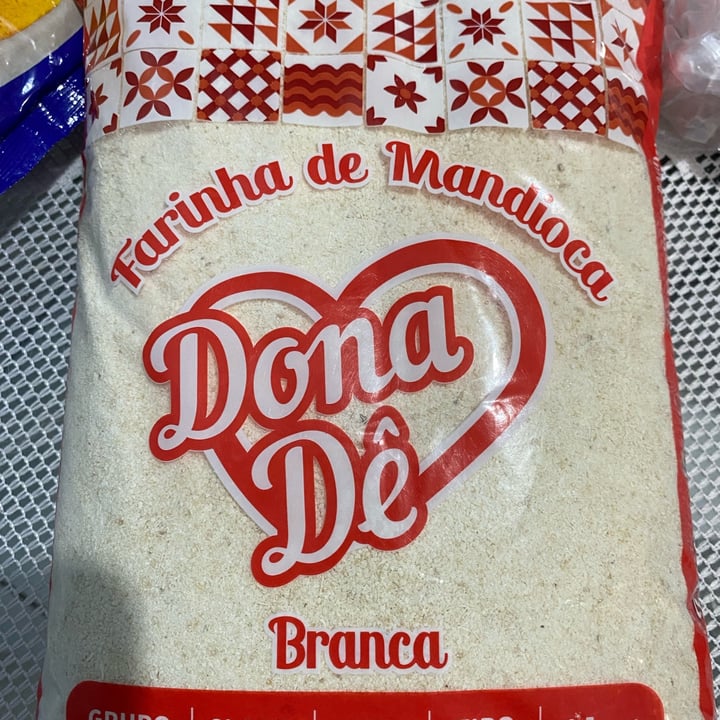 Farinha de Mandioca
Dona
Dê
Branca
GRUPO